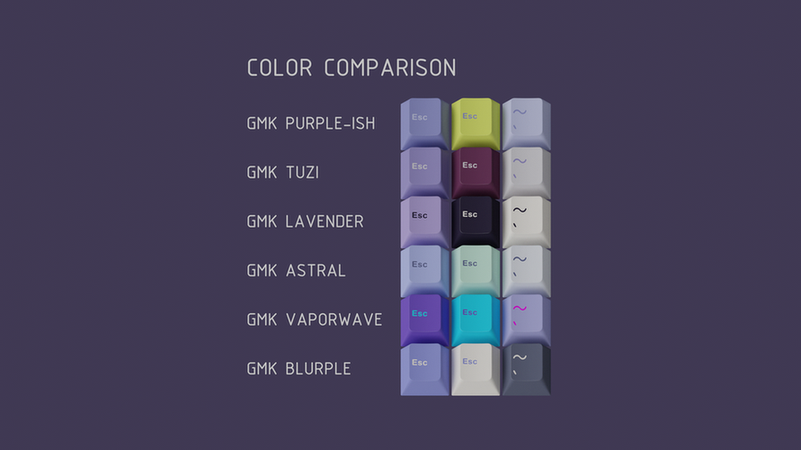 COLOR COMPARISON
GMK PURPLE-ISH Esc Esc ~ `
GMK TUZI Esc Esc ~ `
GMK LAVENDER Esc Esc ~ `
GMK ASTRAL Esc Esc ~ `
GMK VAPORWAVE Esc Esc ~ `
GMK BLURPLE Esc Esc ~ `